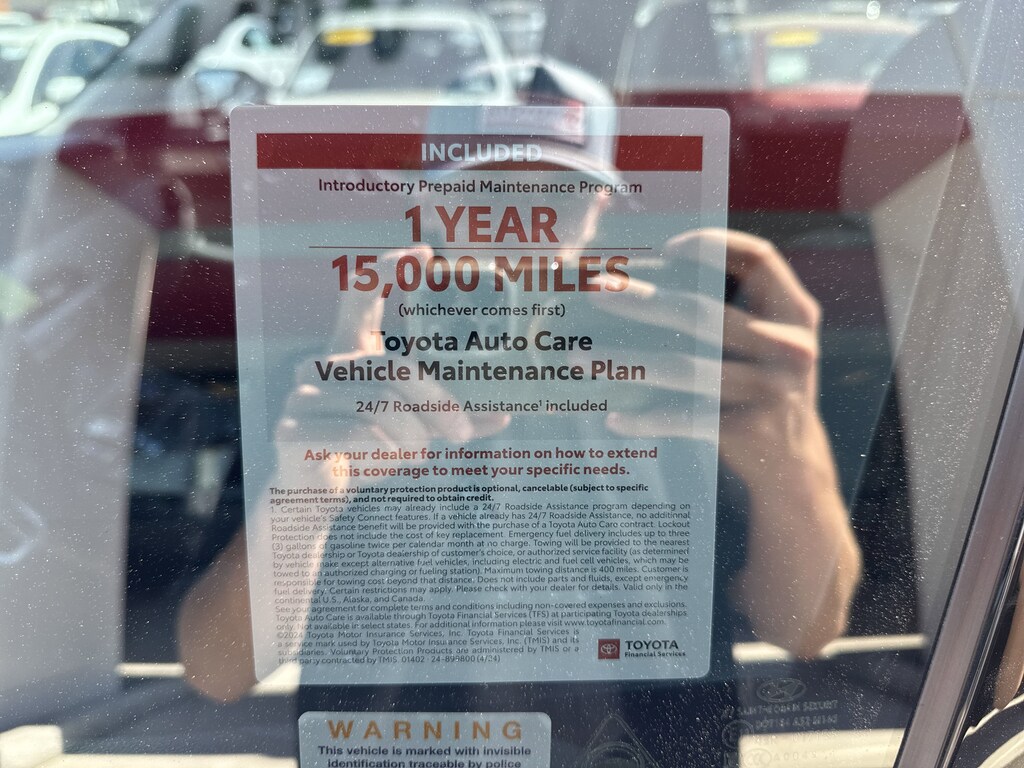 INCLUDED
Introductory Prepaid Maintenance Program
1 YEAR
15,000 MILES
(whichever comes first)
Toyota Auto Care
Vehicle Maintenance Plan
24/7 Roadside Assistance¹ included
Ask your dealer for information on how to extend
this coverage to meet your specific needs.
The purchase of a voluntary protection product is optional, cancelable (subject to specific
agreement terms), and not required to obtain credit.
1. Certain Toyota vehicles may already include a 24/7 Roadside Assistance program depending on
your vehicle's Safety Connect features. If a vehicle already has 24/7 Roadside Assistance, no additional
Roadside Assistance benefit will be provided with the purchase of a Toyota Auto Care contract. Lockout
Protection does not include the cost of key replacement. Emergency fuel delivery includes up to three
(3) gallons of gasoline twice per calendar month at no charge. Towing will be provided to the nearest
Toyota dealership or Toyota dealership of customer's choice, or authorized service facility (as determined
by vehicle make except alternative fuel vehicles, including electric and fuel cell vehicles, which may be
towed to an authorized charging or fueling station). Maximum towing distance is 400 miles. Customer is
responsible for towing cost beyond that distance. Does not include parts and fluids, except emergency
fuel delivery. Certain restrictions may apply. Please check with your dealer for details. Valid only in the
continental U.S., Alaska, and Canada.
See your agreement for complete terms and conditions including non-covered expenses and exclusions.
Toyota Auto Care is available through Toyota Financial Services (TFS) at participating Toyota dealerships
only. Not available in select states. For additional information please visit www.toyotafinancial.com.
©2024 Toyota Motor Insurance Services, Inc. Toyota Financial Services is
a service mark used by Toyota Motor Insurance Services, Inc. (TMIS) and its
subsidiaries. Voluntary Protection Products are administered by TMIS or a
third party contracted by TMIS. 01402 (4/24)
TOYOTA
Financial Services
WARNING
This vehicle is marked with invisible
identification traceable by police